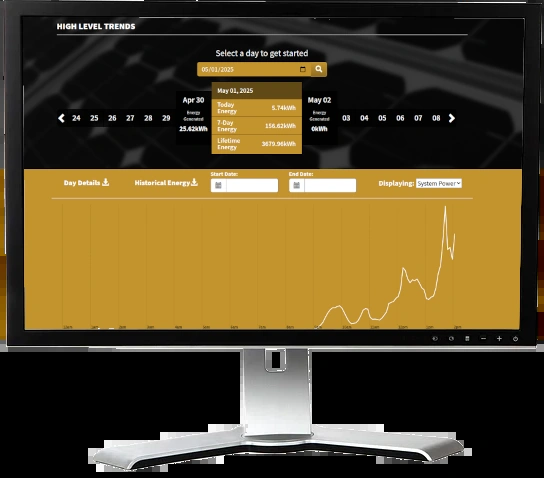 HIGH LEVEL TRENDS
Select a day to get started
05/01/2025
Apr 30
Energy
Generated
25.62kWh
May 01, 2025
Today
Energy
5.74kWh
7-Day
Energy
156.62kWh
Lifetime
Energy
3679.96kWh
May 02
Energy
Generated
0kWh
24 25 26 27 28 29
03 04 05 06 07 08
Day Details
Historical Energy
Start Date:
End Date:
Displaying: System Power